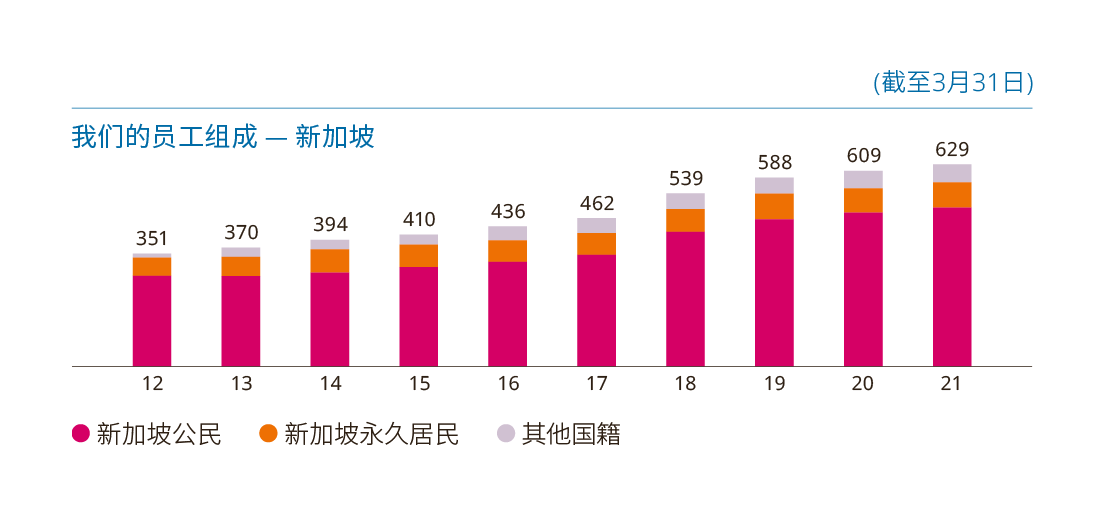 (截至3月31日)
我们的员工组成 — 新加坡
351 370 394 410 436 462 539 588 609 629
12 13 14 15 16 17 18 19 20 21
新加坡公民 新加坡永久居民 其他国籍